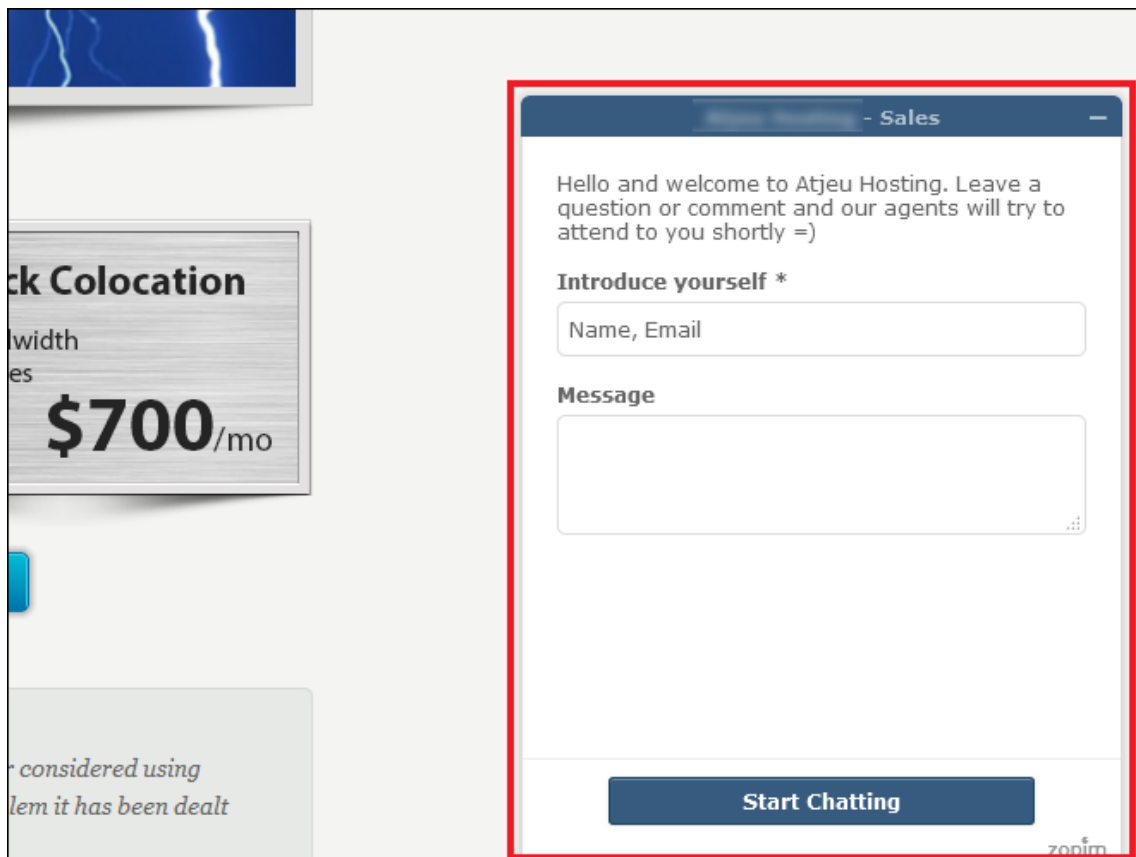 ck Colocation
lwidth
es
$700/mo
considered using
lem it has been dealt
- Sales
Hello and welcome to Atjeu Hosting. Leave a
question or comment and our agents will try to
attend to you shortly =)
Introduce yourself *
Name, Email
Message
Start Chatting
zopim